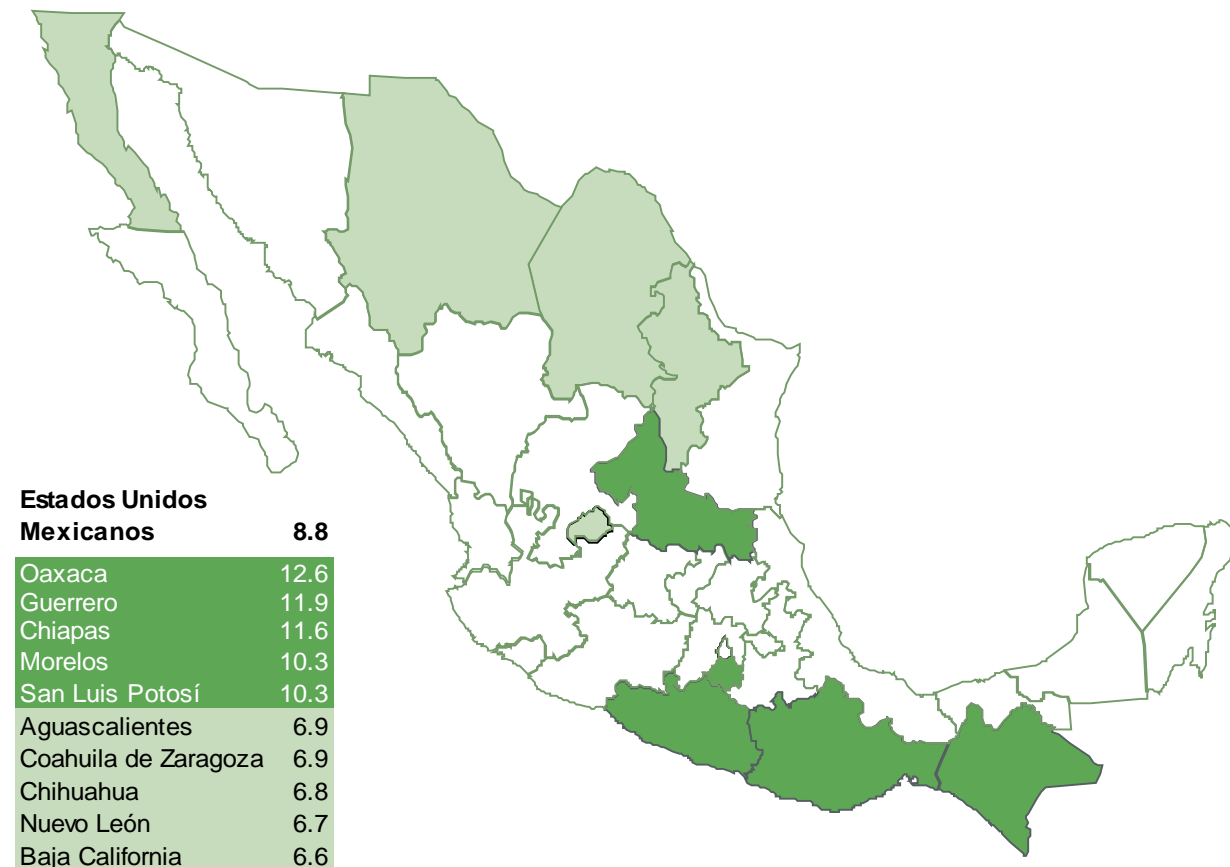 Estados Unidos
Mexicanos 8.8
Oaxaca 12.6
Guerrero 11.9
Chiapas 11.6
Morelos 10.3
San Luis Potosí 10.3
Aguascalientes 6.9
Coahuila de Zaragoza 6.9
Chihuahua 6.8
Nuevo León 6.7
Baja California 6.6